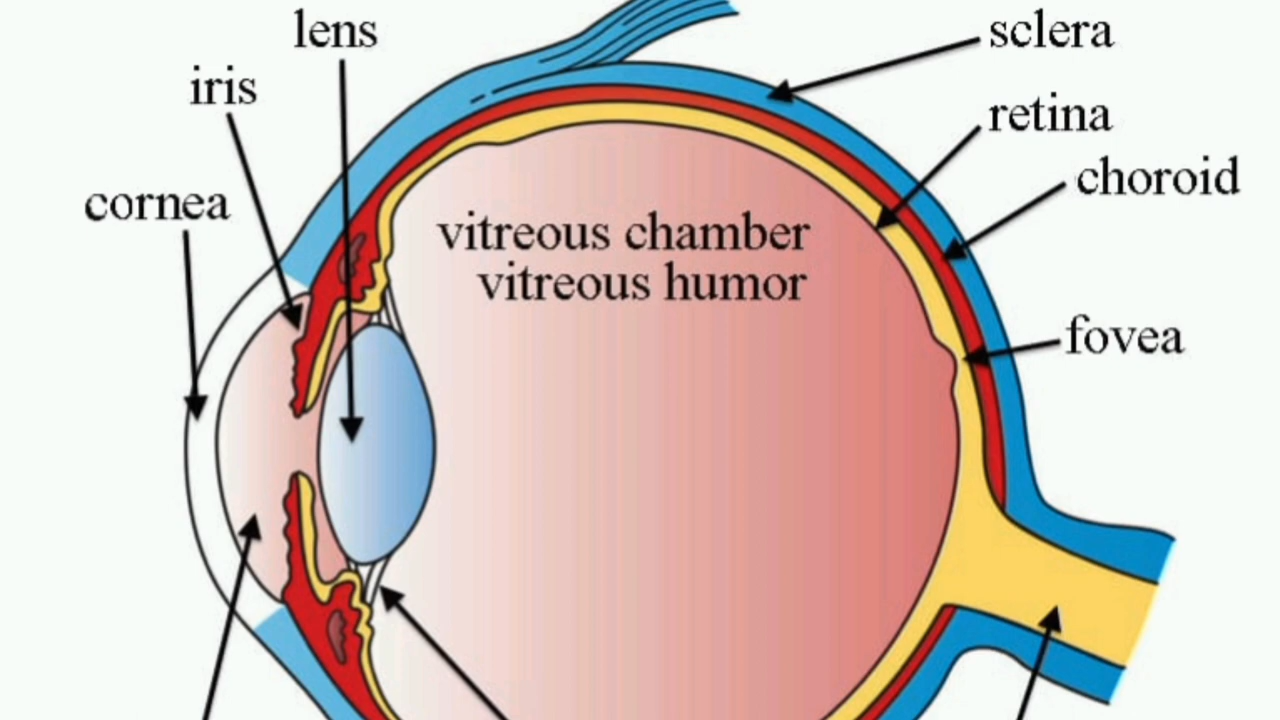 lens
sclera
iris
retina
choroid
cornea
vitreous chamber
vitreous humor
fovea